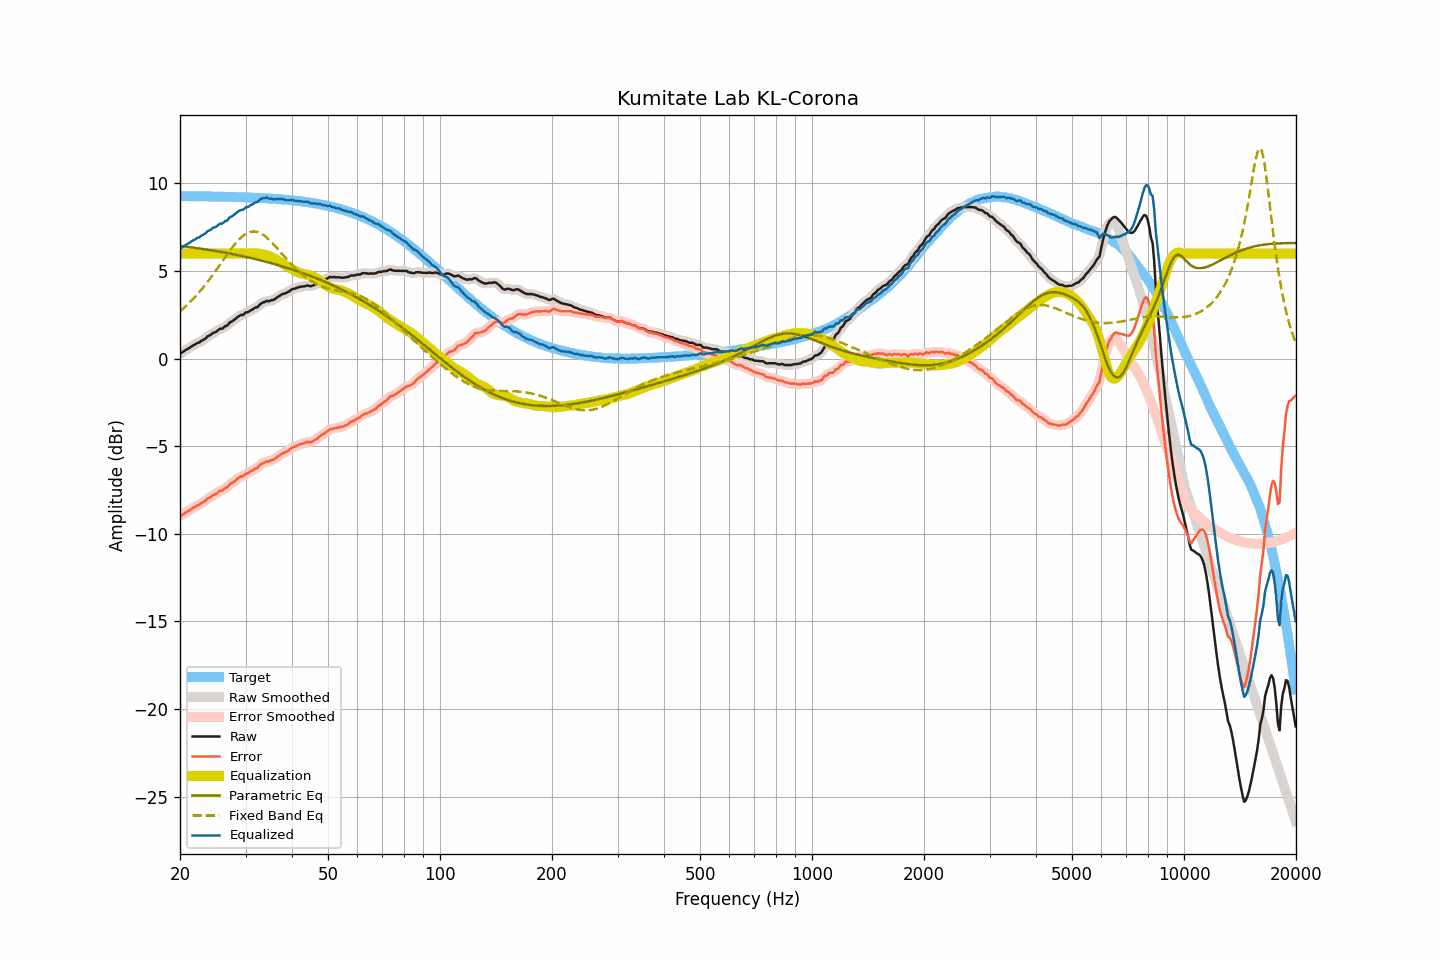 Kumitate Lab KL-Corona
Amplitude (dBr)
10
5
0
−5
−10
−15
−20
−25
Target
Raw Smoothed
Error Smoothed
Raw
Error
Equalization
Parametric Eq
Fixed Band Eq
Equalized
20 50 100 200 500 1000 2000 5000 10000 20000
Frequency (Hz)